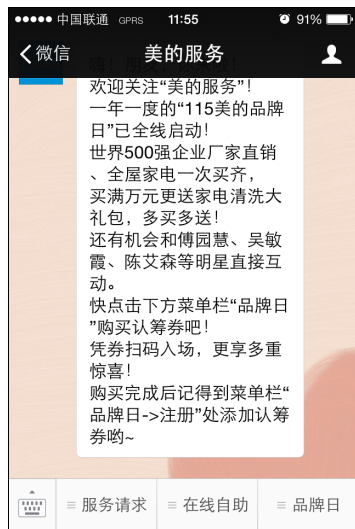 中国联通 GPRS 11:55 91%
微信 美的服务
欢迎关注“美的服务”!
一年一度的“115美的品牌
日”已全线启动!
世界500强企业厂家直销
、全屋家电一次买齐,
买满万元更送家电清洗大
礼包,多买多送!
还有机会和傅园慧、吴敏
霞、陈艾森等明星直接互
动。
快点击下方菜单栏“品牌日
”购买认筹券吧!
凭券扫码入场,更享多重
惊喜!
购买完成后记得到菜单栏“
品牌日->注册”处添加认筹
券哟~
服务请求 在线自助 品牌日